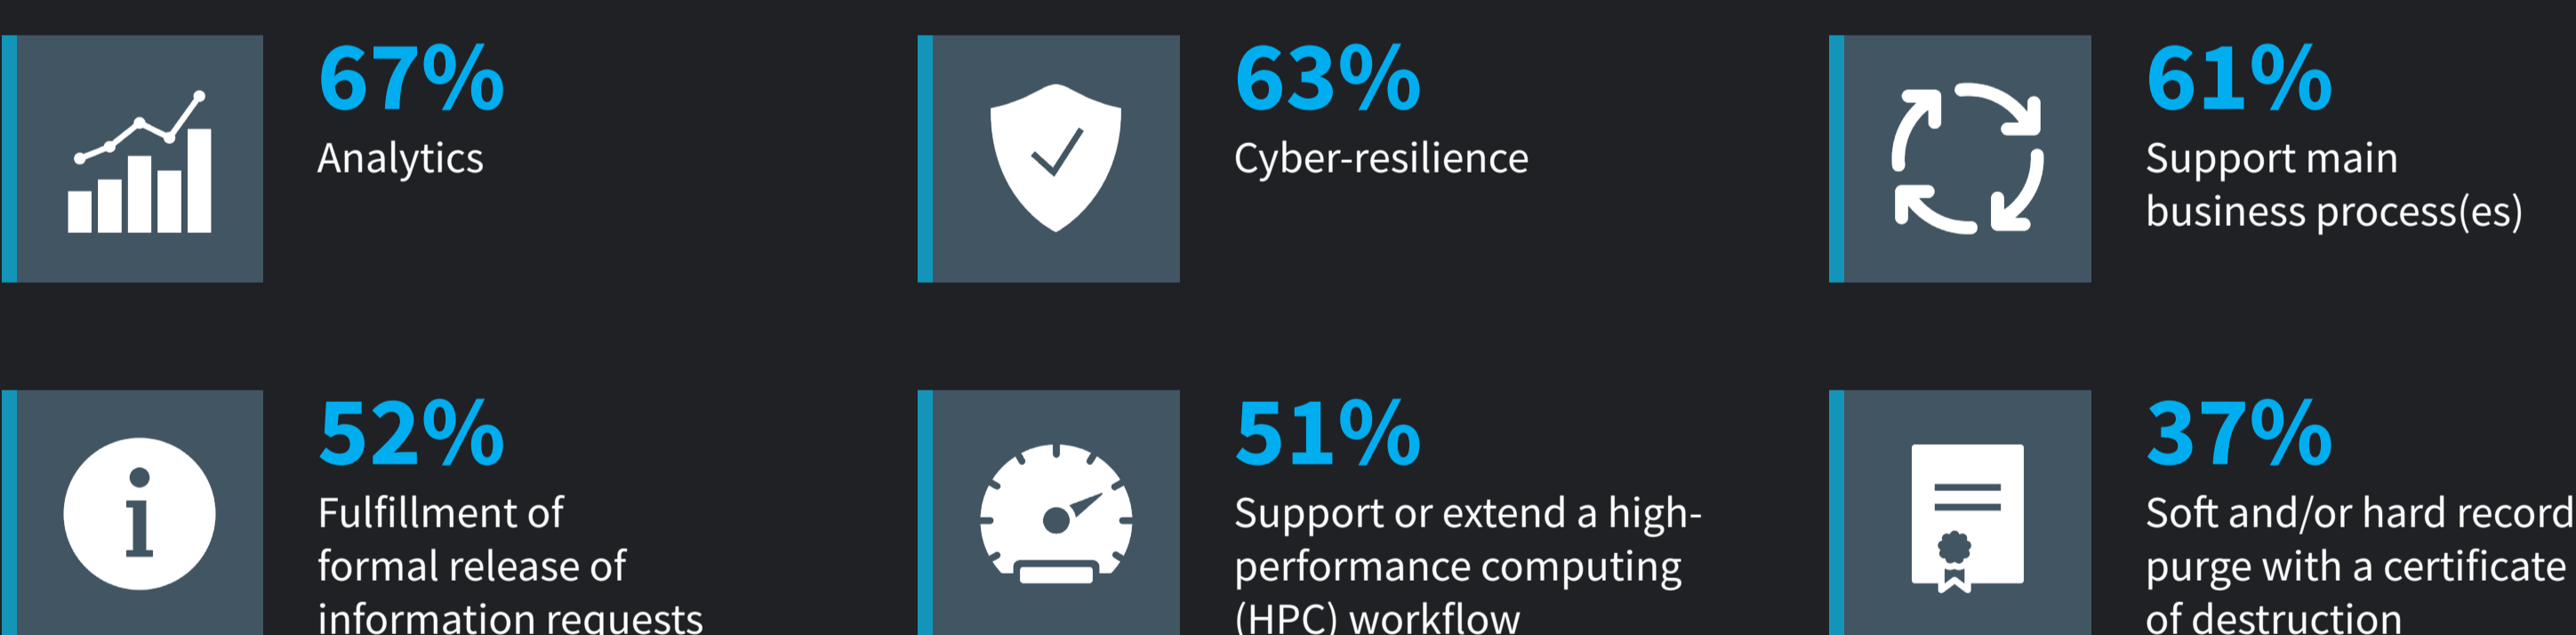 67%
Analytics
63%
Cyber-resilience
61%
Support main
business process(es)
52%
Fulfillment of
formal release of
information requests
51%
Support or extend a high-
performance computing
(HPC) workflow
37%
Soft and/or hard record
purge with a certificate
of destruction